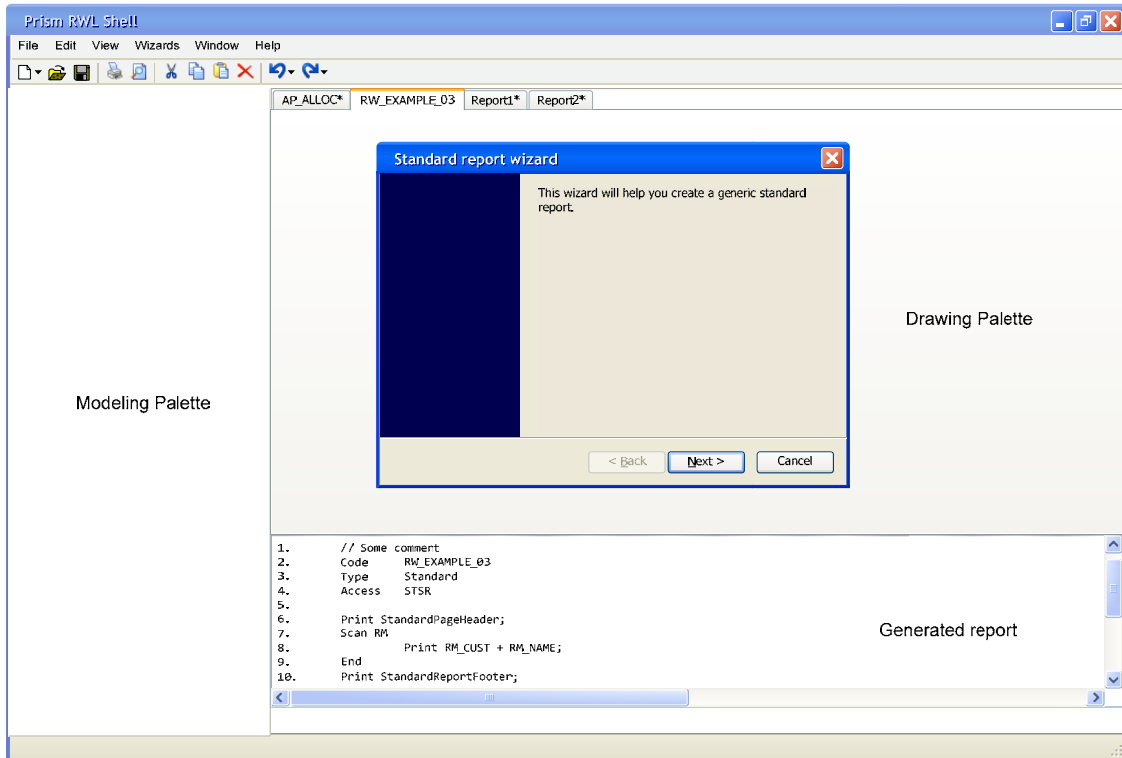 Prism RWL Shell
File Edit View Wizards Window Help
AP_ALLOC* RW_EXAMPLE_03 Report1* Report2*
Standard report wizard
This wizard will help you create a generic standard
report.
Drawing Palette
Modeling Palette
< Back Next > Cancel
1. // Some comment
2. Code RW_EXAMPLE_03
3. Type Standard
4. Access STSR
5.
6. Print StandardPageHeader;
7. Scan RM
8. Print RM_CUST + RM_NAME;
9. End
10. Print StandardReportFooter;
Generated report